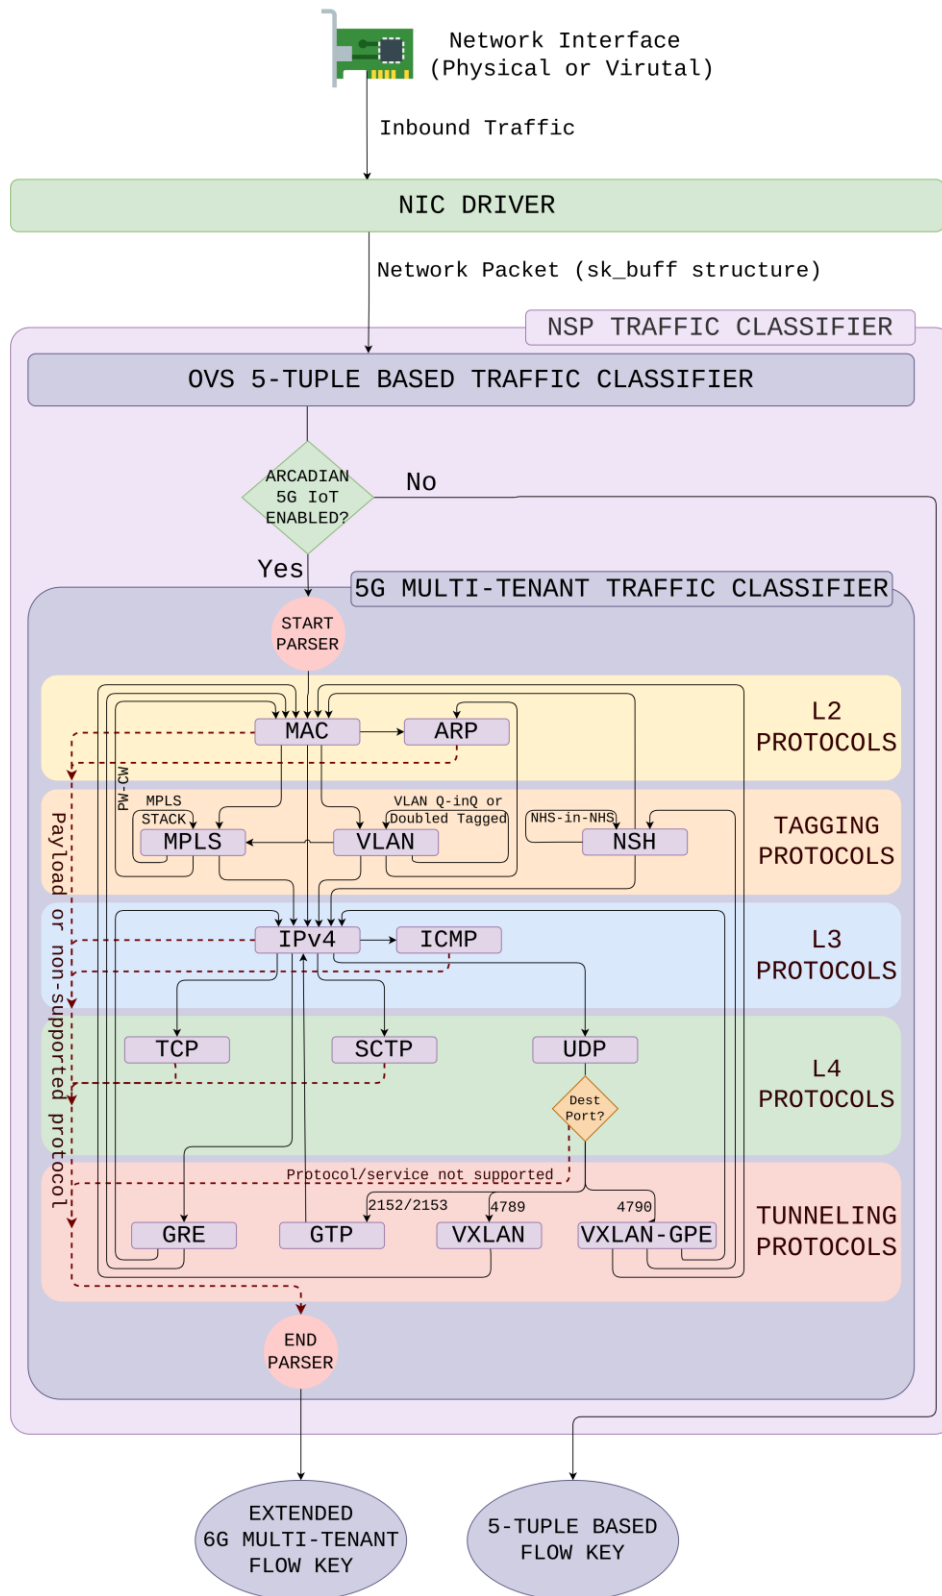 Network Interface
(Physical or Virutal)
Inbound Traffic
NIC DRIVER
Network Packet (sk_buff structure)
NSP TRAFFIC CLASSIFIER
OVS 5-TUPLE BASED TRAFFIC CLASSIFIER
ARCADIAN
5G IoT
ENABLED?
No
Yes
5G MULTI-TENANT TRAFFIC CLASSIFIER
START
PARSER
L2
PROTOCOLS
MAC
ARP
PW-CW
MPLS
STACK
VLAN Q-inQ or
Doubled Tagged
NHS-in-NHS
TAGGING
PROTOCOLS
MPLS
VLAN
NSH
Payload or non-supported protocol
IPv4
ICMP
L3
PROTOCOLS
TCP
SCTP
UDP
L4
PROTOCOLS
Dest
Port?
Protocol/service not supported
2152/2153
4789
4790
GRE
GTP
VXLAN
VXLAN-GPE
TUNNELING
PROTOCOLS
END
PARSER
EXTENDED
6G MULTI-TENANT
FLOW KEY
5-TUPLE BASED
FLOW KEY